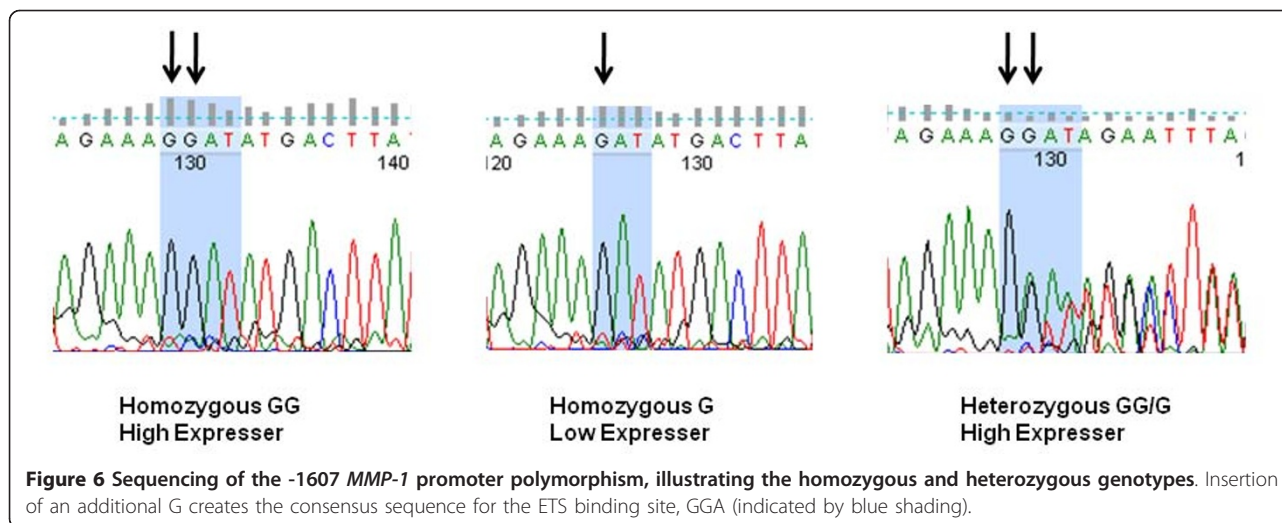 A G A A A G G A T A T G A C T T A T
130 140
A G A A A G A T A T G A C T T A
120 130
A G A A A G G A T A G A A T T T A
130 1
Homozygous GG
High Expresser
Homozygous G
Low Expresser
Heterozygous GG/G
High Expresser
Figure 6 Sequencing of the -1607 MMP-1 promoter polymorphism, illustrating the homozygous and heterozygous genotypes. Insertion
of an additional G creates the consensus sequence for the ETS binding site, GGA (indicated by blue shading).